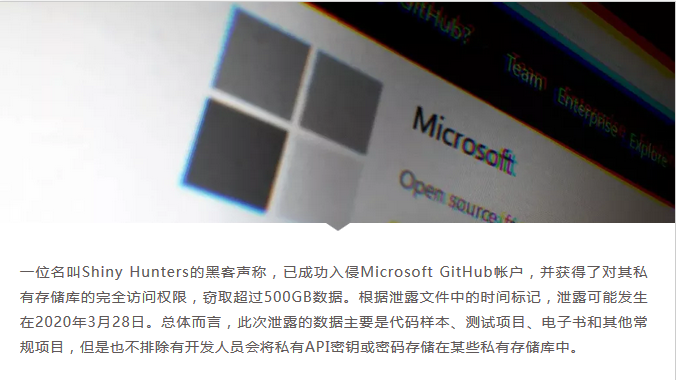 GitHub?
Team
Enterprise
Explore
Microsoft
Open source
一位名叫Shiny Hunters的黑客声称，已成功入侵Microsoft GitHub帐户，并获得了对其私
有存储库的完全访问权限，窃取超过500GB数据。根据泄露文件中的时间标记，泄露可能发生
在2020年3月28日。总体而言，此次泄露的数据主要是代码样本、测试项目、电子书和其他常
规项目，但是也不排除有开发人员会将私有API密钥或密码存储在某些私有存储库中。